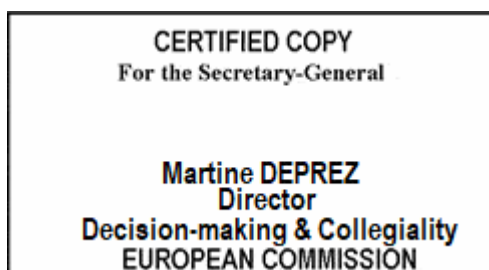 CERTIFIED COPY
For the Secretary-General
Martine DEPREZ
Director
Decision-making & Collegiality
EUROPEAN COMMISSION